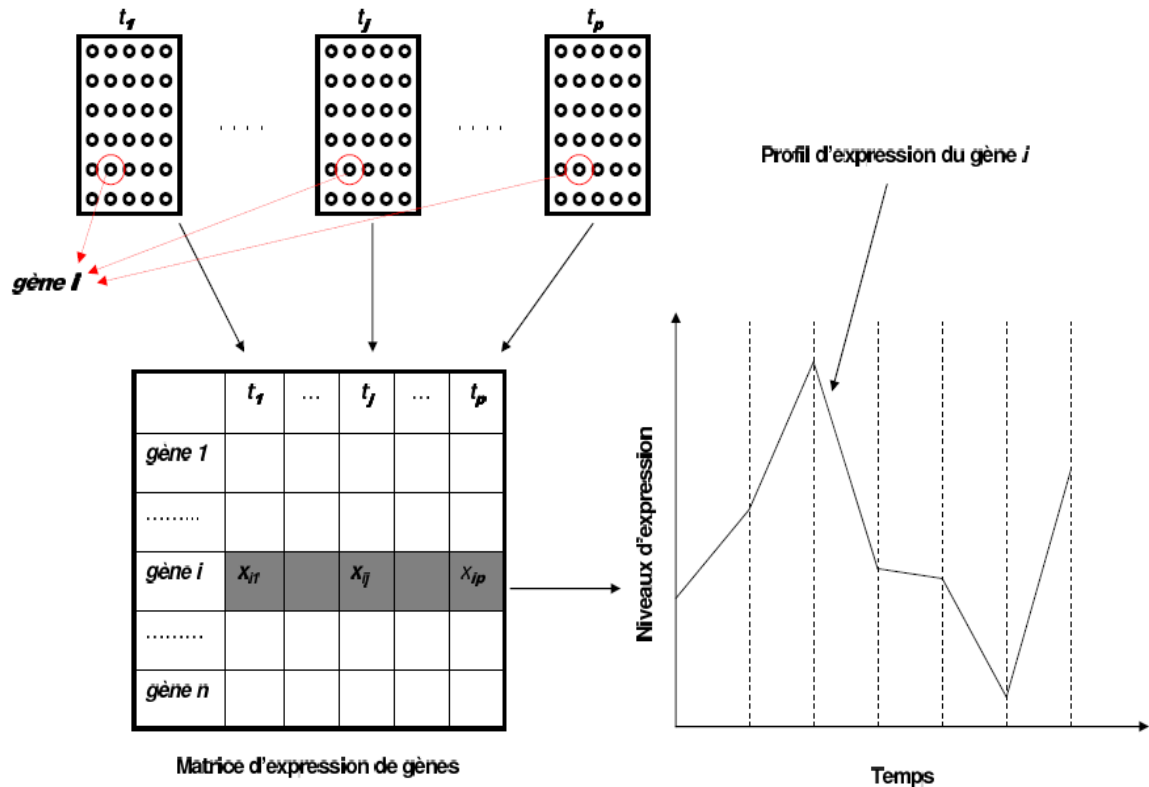 t1 tj tp
. . . . . . . .
gène i
Profil d'expression du gène i
t1 ... tj ... tp
gène 1
.........
gène i xi1 xij xip
.........
gène n
Matrice d'expression de gènes
Niveaux d'expression
Temps